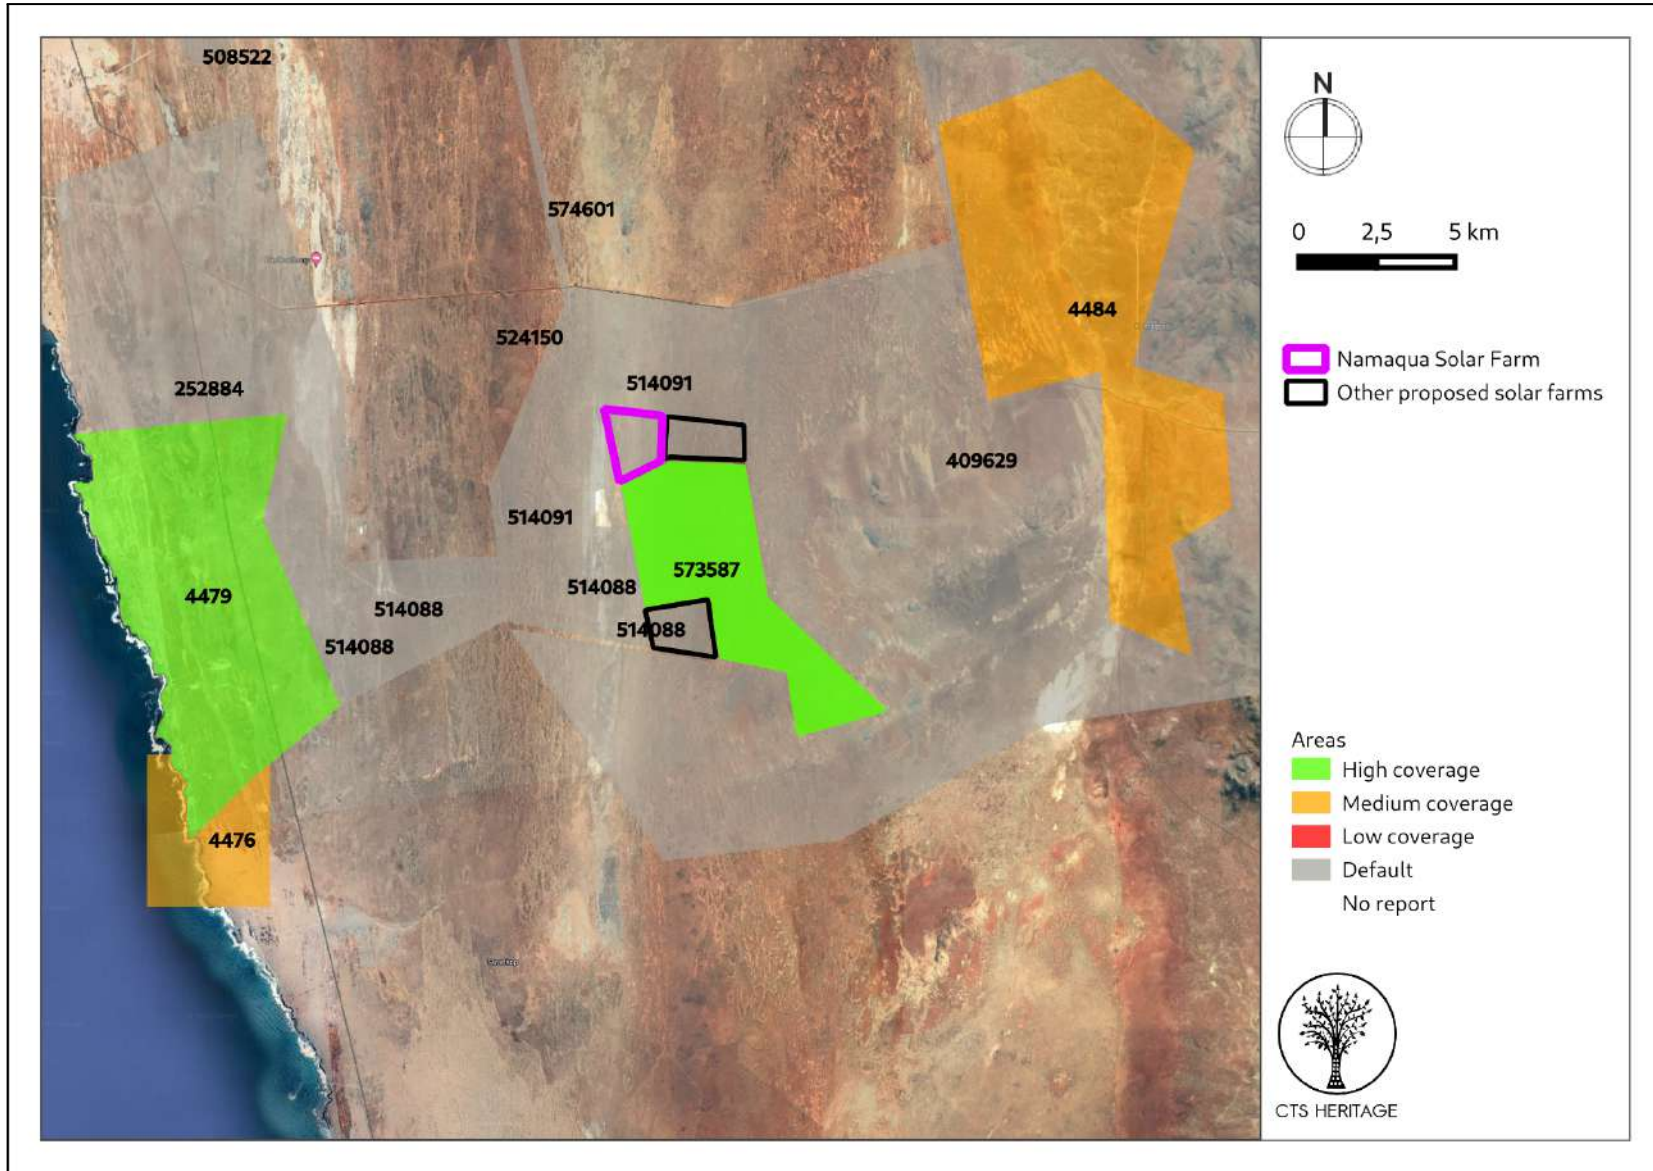 508522
574601
524150
252884
514091
4484
409629
514091
573587
514088
4479
514088
514088
514088
4476
N
0 2,5 5 km
Namaqua Solar Farm
Other proposed solar farms
Areas
High coverage
Medium coverage
Low coverage
Default
No report
CTS HERITAGE